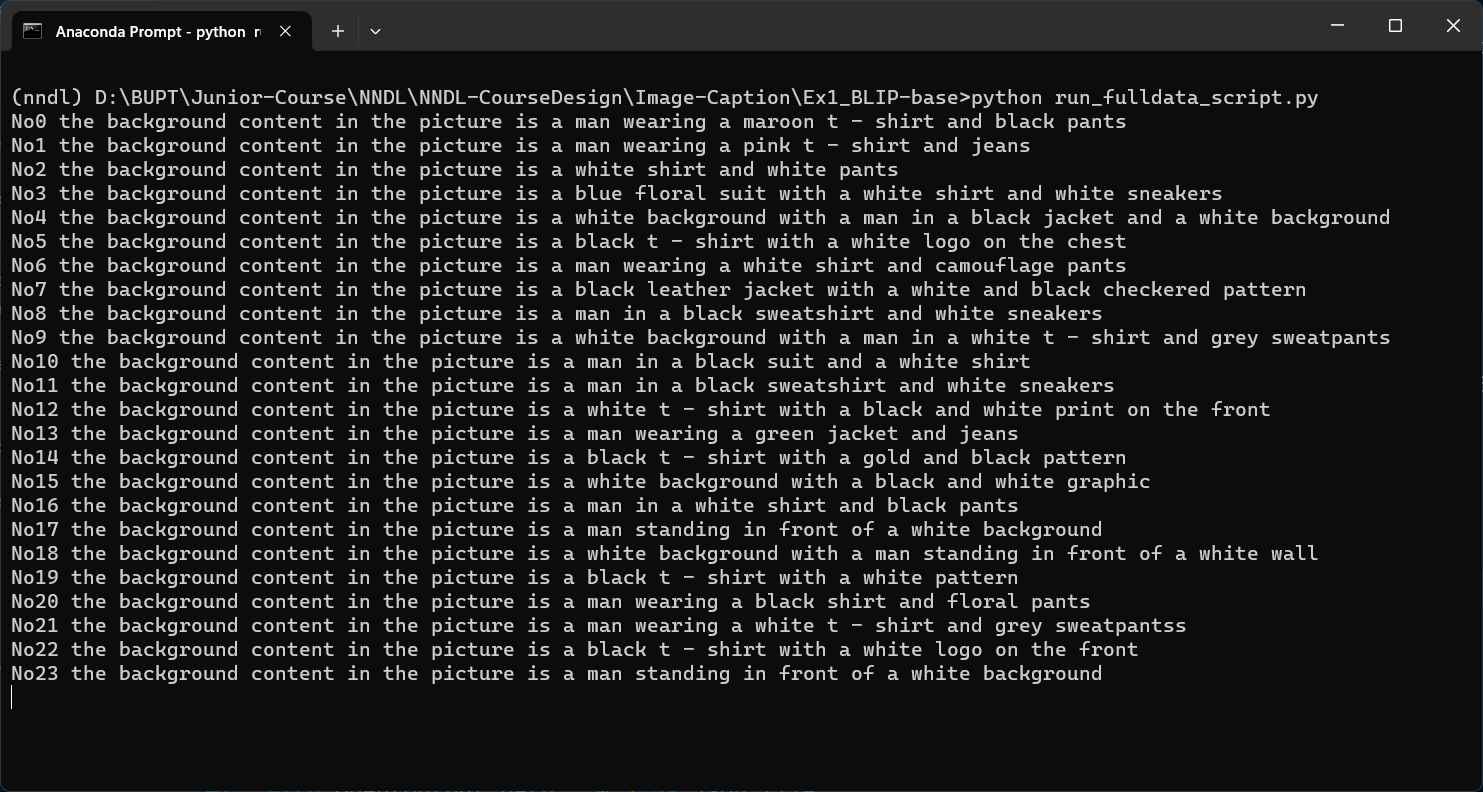 Anaconda Prompt - python
(nndl) D:\BUPT\Junior-Course\NNDL\NNDL-CourseDesign\Image-Caption\Ex1_BLIP-base>python run_fulldata_script.py
No0 the background content in the picture is a man wearing a maroon t - shirt and black pants
No1 the background content in the picture is a man wearing a pink t - shirt and jeans
No2 the background content in the picture is a white shirt and white pants
No3 the background content in the picture is a blue floral suit with a white shirt and white sneakers
No4 the background content in the picture is a white background with a man in a black jacket and a white background
No5 the background content in the picture is a black t - shirt with a white logo on the chest
No6 the background content in the picture is a man wearing a white shirt and camouflage pants
No7 the background content in the picture is a black leather jacket with a white and black checkered pattern
No8 the background content in the picture is a man in a black sweatshirt and white sneakers
No9 the background content in the picture is a white background with a man in a white t - shirt and grey sweatpants
No10 the background content in the picture is a man in a black suit and a white shirt
No11 the background content in the picture is a man in a black sweatshirt and white sneakers
No12 the background content in the picture is a white t - shirt with a black and white print on the front
No13 the background content in the picture is a man wearing a green jacket and jeans
No14 the background content in the picture is a black t - shirt with a gold and black pattern
No15 the background content in the picture is a white background with a black and white graphic
No16 the background content in the picture is a man in a white shirt and black pants
No17 the background content in the picture is a man standing in front of a white background
No18 the background content in the picture is a white background with a man standing in front of a white wall
No19 the background content in the picture is a black t - shirt with a white pattern
No20 the background content in the picture is a man wearing a black shirt and floral pants
No21 the background content in the picture is a man wearing a white t - shirt and grey sweatpantss
No22 the background content in the picture is a black t - shirt with a white logo on the front
No23 the background content in the picture is a man standing in front of a white background